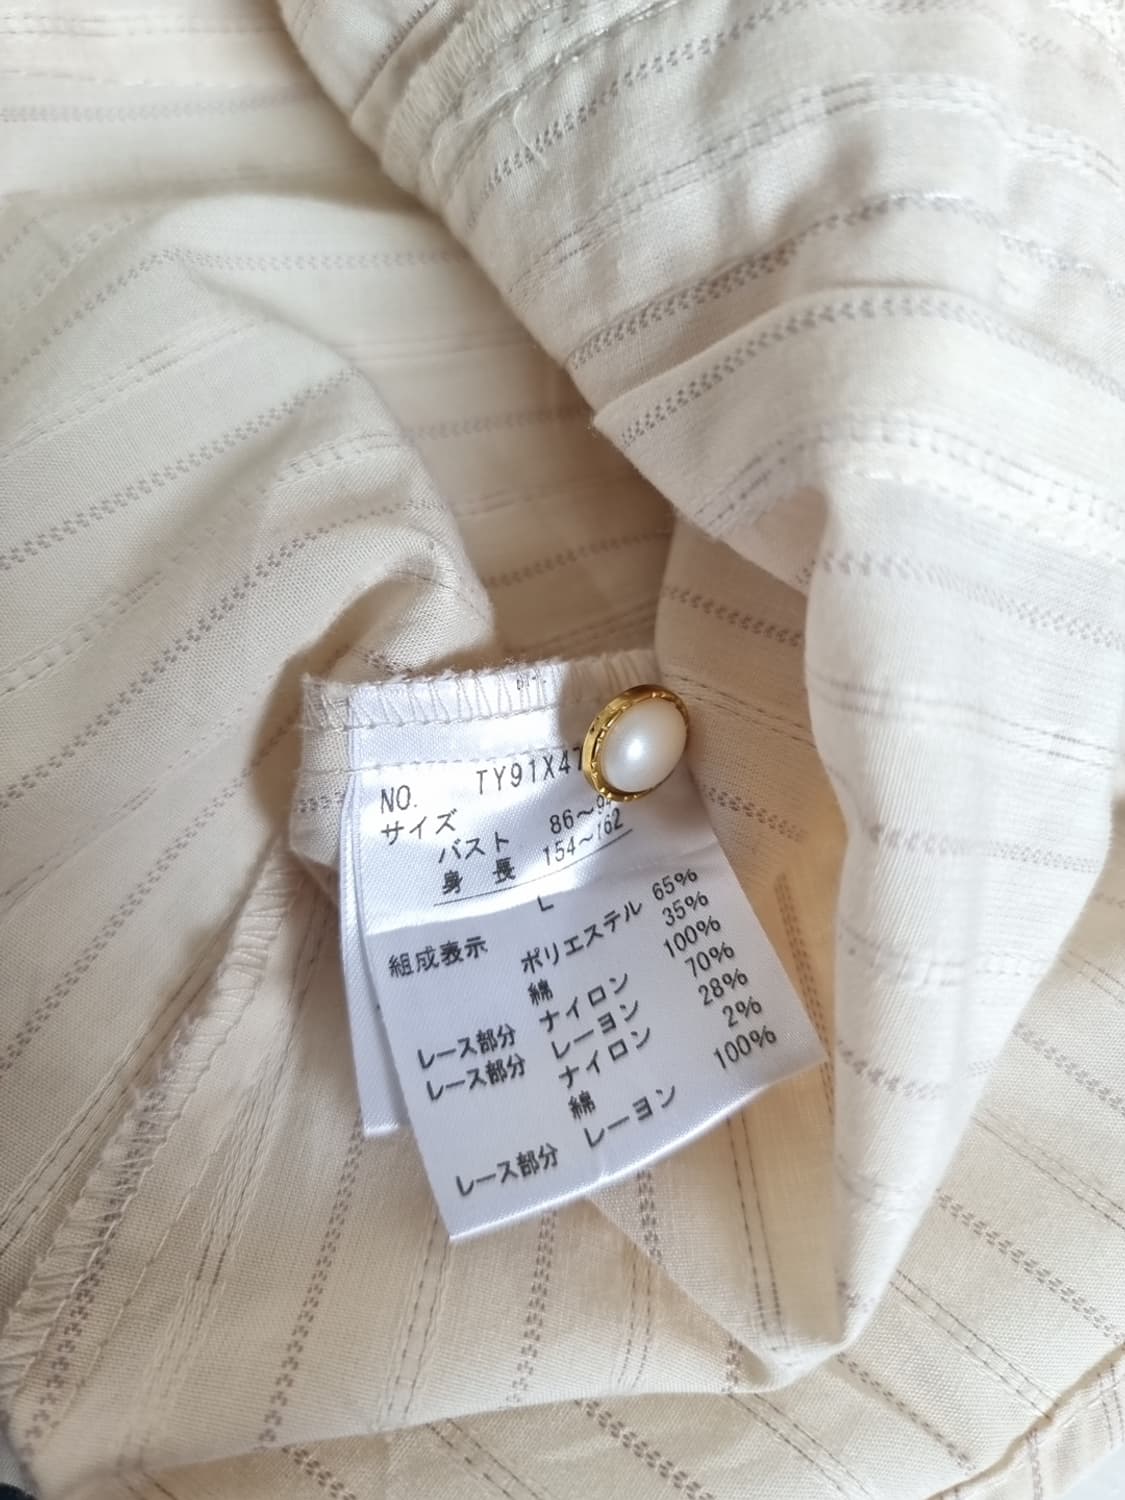 NO. TY91X47
サイズ
バスト 86〜94
身長 154〜162
L
組成表示 ポリエステル 65%
綿 35%
レース部分 ナイロン 100%
レース部分 レーヨン 70%
ナイロン 28%
綿 2%
レース部分 レーヨン 100%